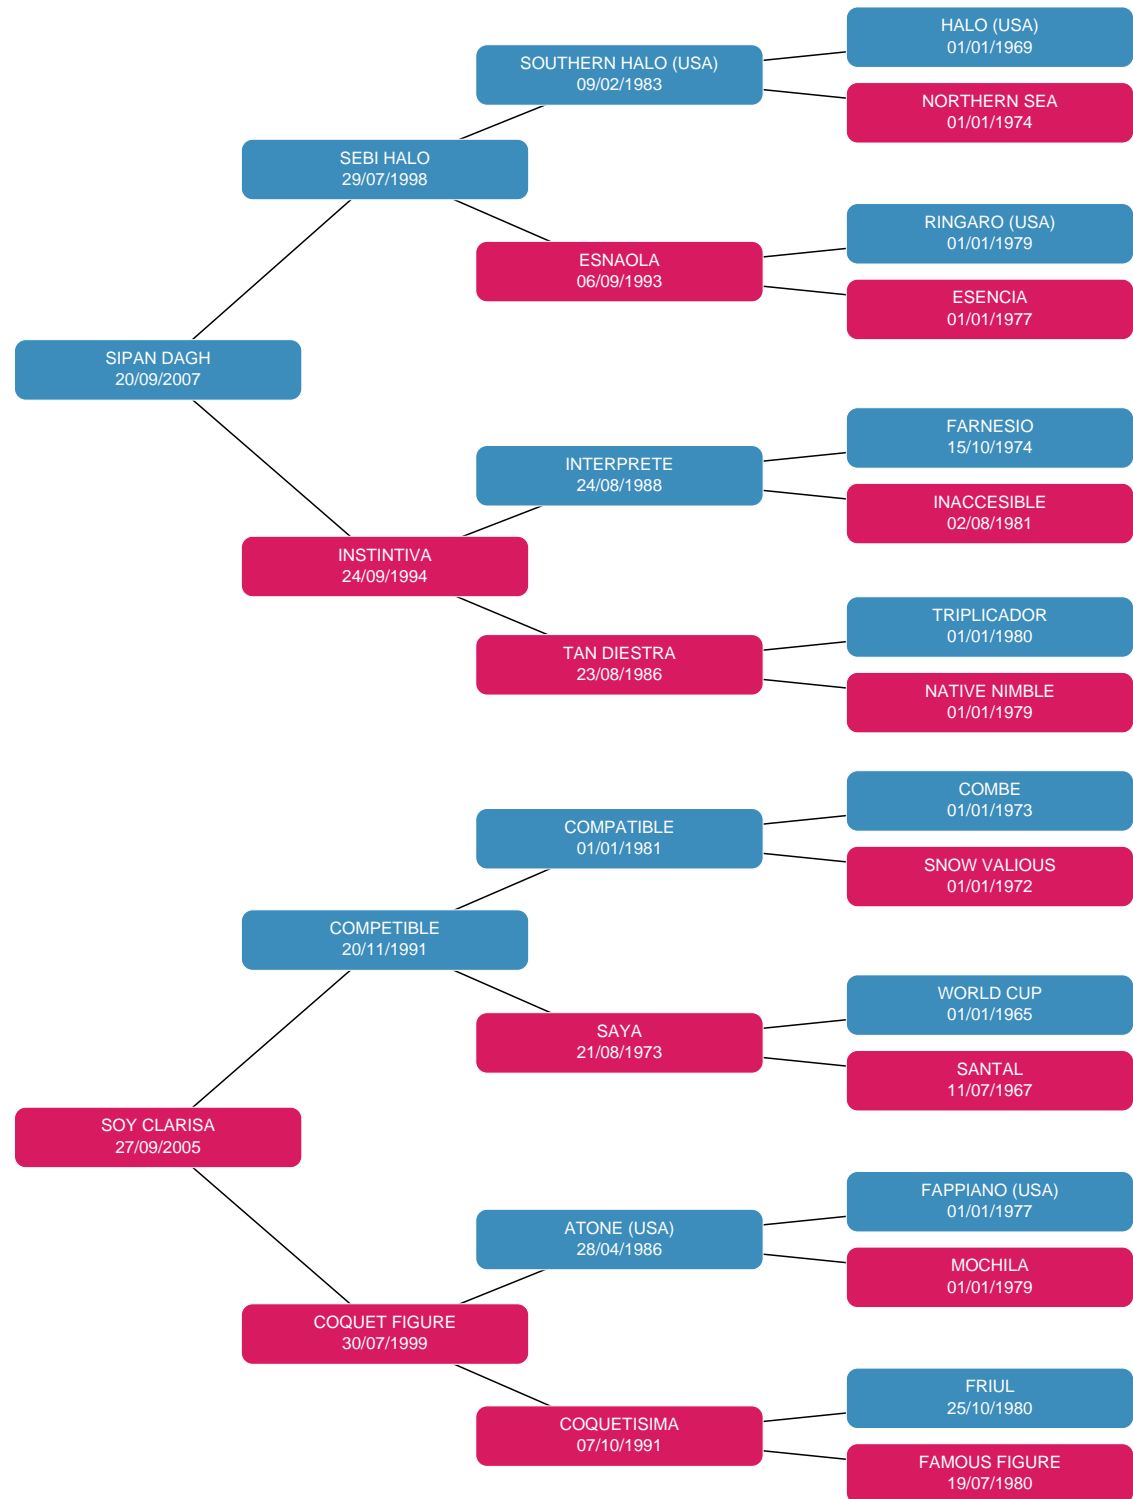 HALO (USA)
01/01/1969
SOUTHERN HALO (USA)
09/02/1983
NORTHERN SEA
01/01/1974
SEBI HALO
29/07/1998
RINGARO (USA)
01/01/1979
ESNAOLA
06/09/1993
ESENCIA
01/01/1977
SIPAN DAGH
20/09/2007
FARNESIO
15/10/1974
INTERPRETE
24/08/1988
INACCESIBLE
02/08/1981
INSTINTIVA
24/09/1994
TRIPLICADOR
01/01/1980
TAN DIESTRA
23/08/1986
NATIVE NIMBLE
01/01/1979
COMBE
01/01/1973
COMPATIBLE
01/01/1981
SNOW VALIOUS
01/01/1972
COMPETIBLE
20/11/1991
WORLD CUP
01/01/1965
SAYA
21/08/1973
SANTAL
11/07/1967
SOY CLARISA
27/09/2005
FAPPIANO (USA)
01/01/1977
ATONE (USA)
28/04/1986
MOCHILA
01/01/1979
COQUET FIGURE
30/07/1999
FRIUL
25/10/1980
COQUETISIMA
07/10/1991
FAMOUS FIGURE
19/07/1980